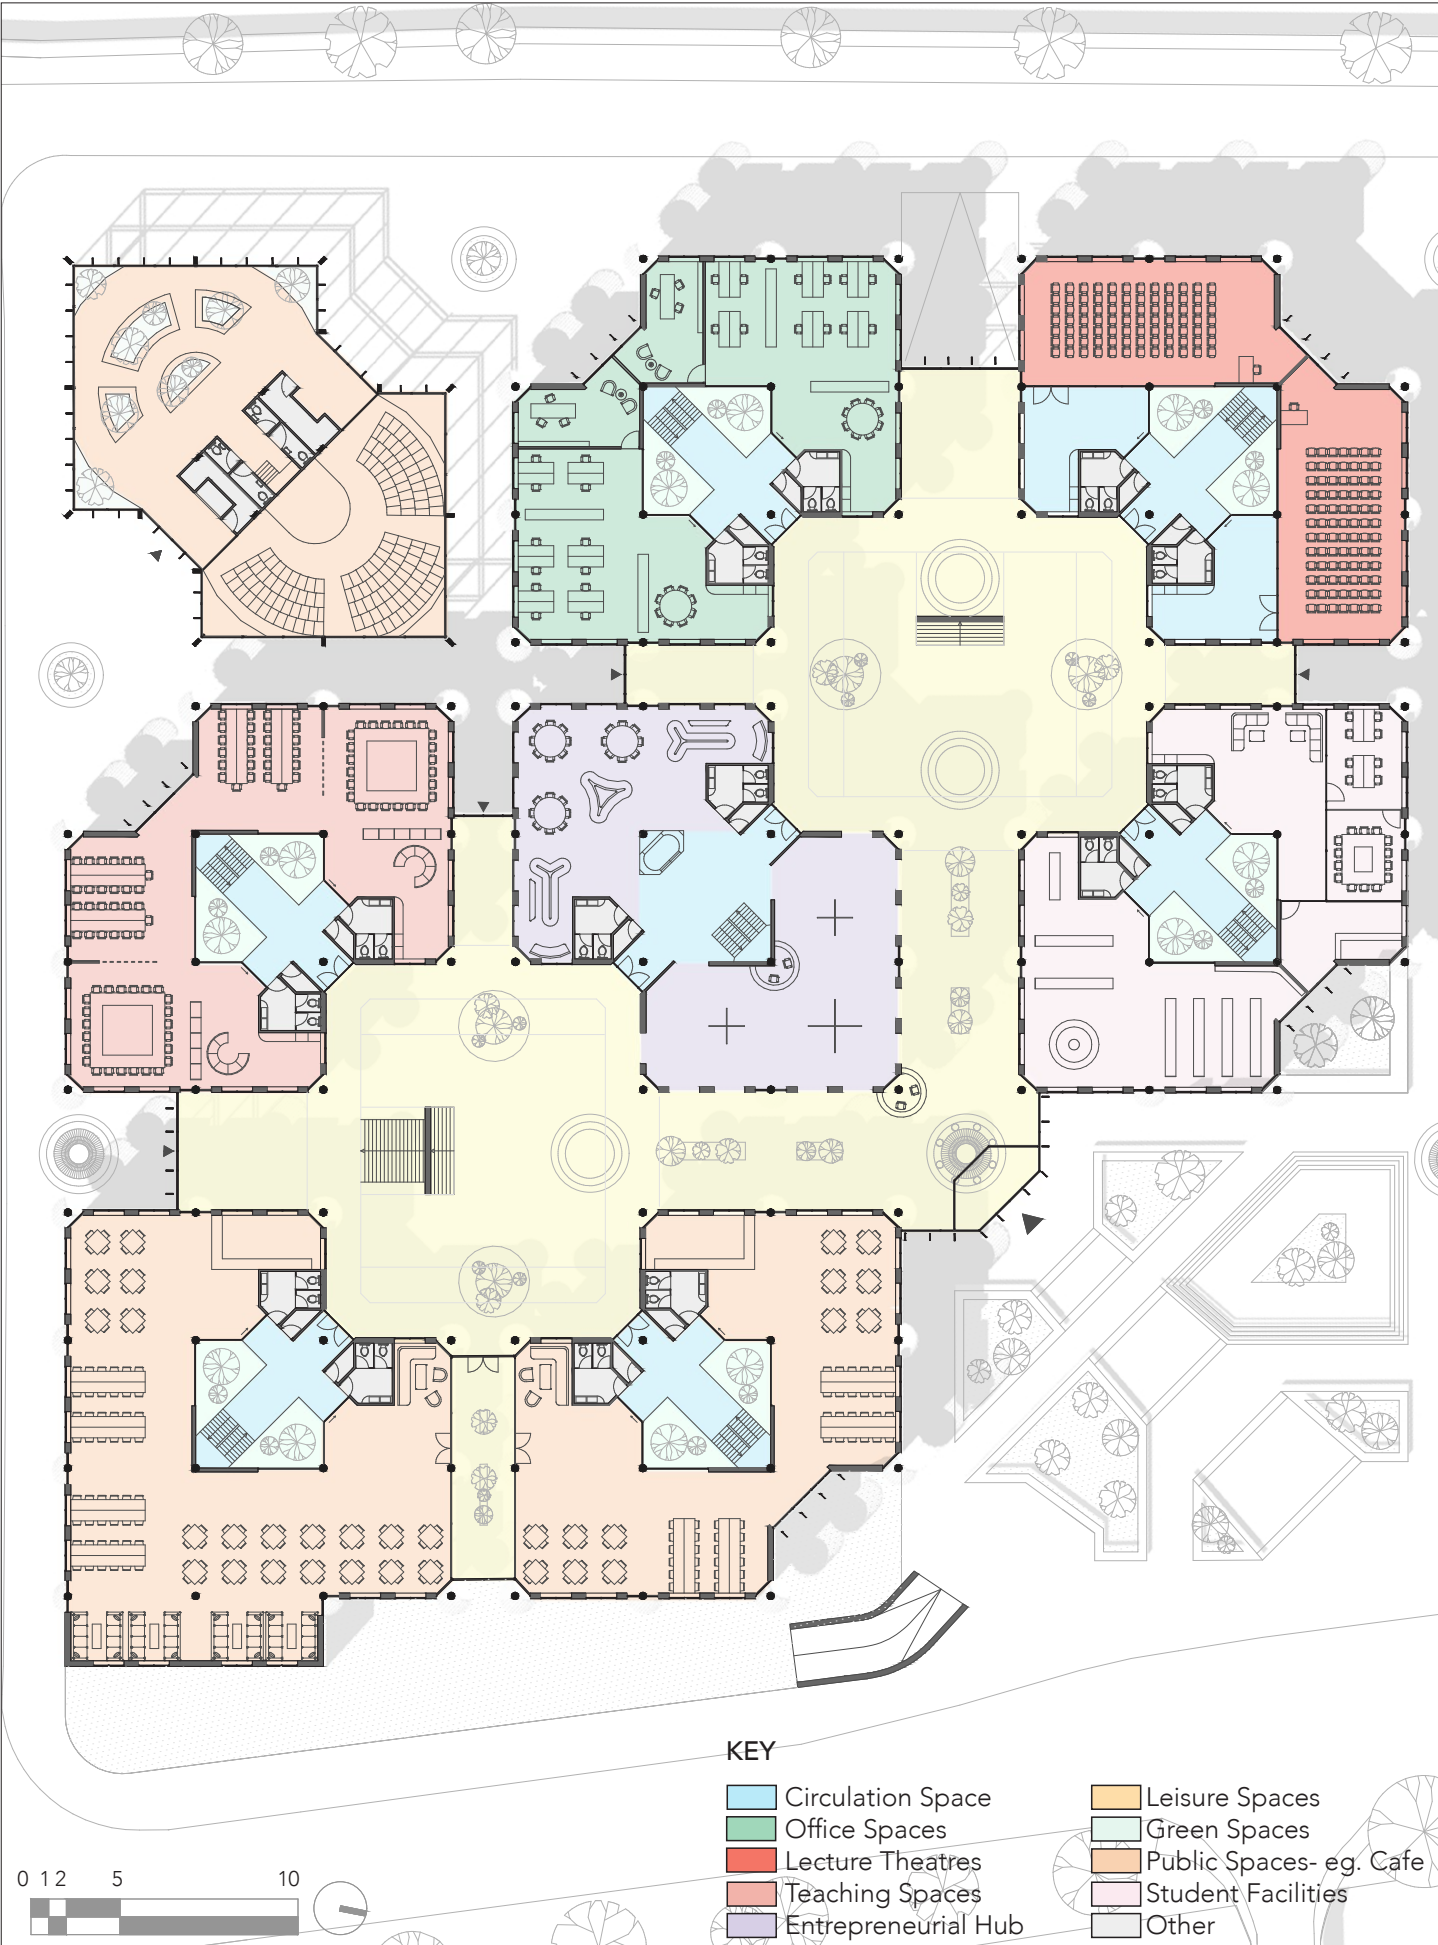 KEY
Circulation Space
Office Spaces
Lecture Theatres
Teaching Spaces
Entrepreneurial Hub
Leisure Spaces
Green Spaces
Public Spaces- eg. Cafe
Student Facilities
Other
0 1 2 5 10